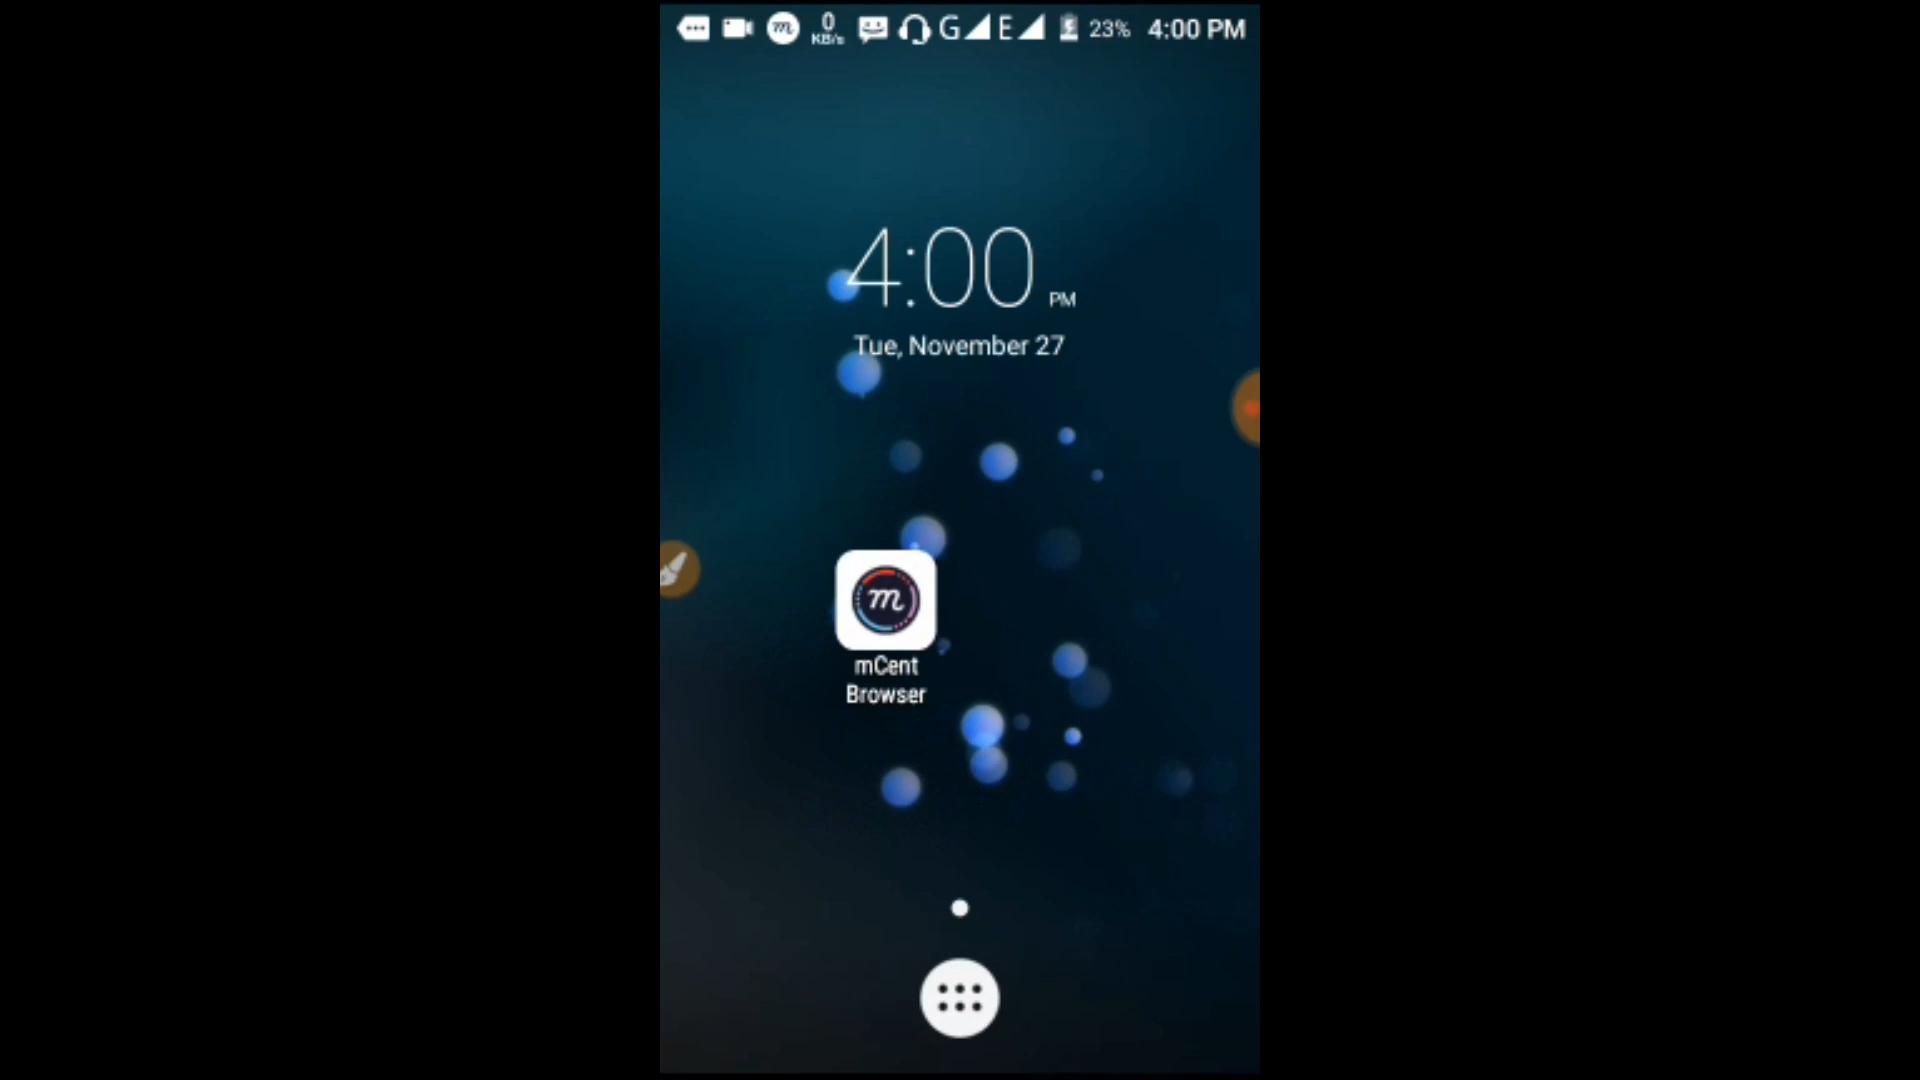 0 KB/s G E 23% 4:00 PM
4:00 PM
Tue, November 27
m
mCent
Browser